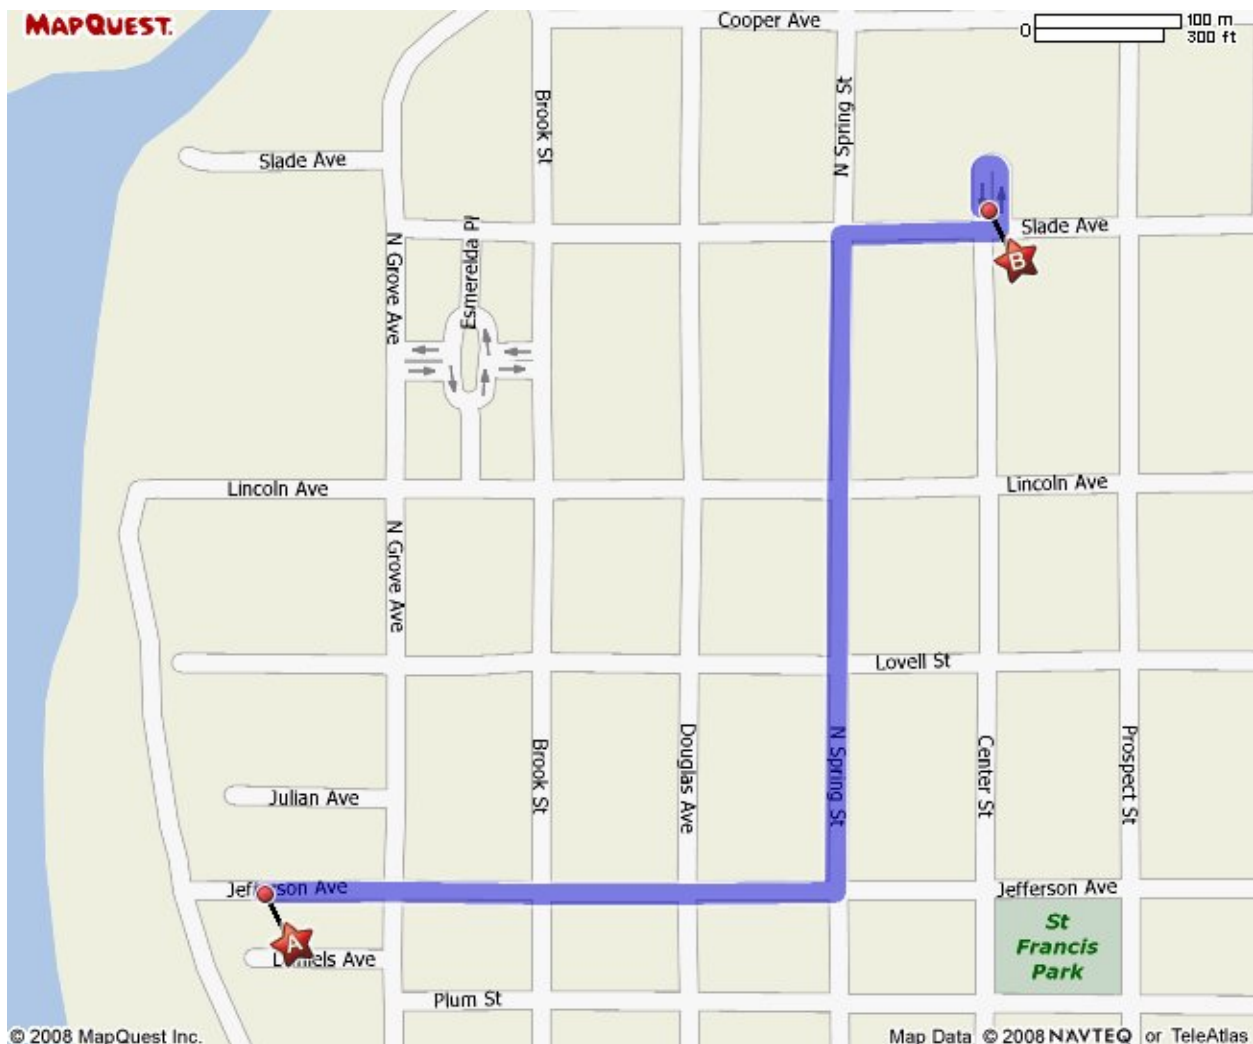 MAPQUEST.
Cooper Ave
0
100 m
300 ft
Brook St
N Spring St
Slade Ave
Esmerelda Pl
N Grove Ave
Slade Ave
B
Lincoln Ave
Lincoln Ave
N Grove Ave
Lovell St
Brook St
Douglas Ave
N Spring St
Center St
Prospect St
Julian Ave
Jefferson Ave
Jefferson Ave
A
St
Francis
Park
Plum St
© 2008 MapQuest Inc.
Map Data © 2008 NAVTEQ or TeleAtlas